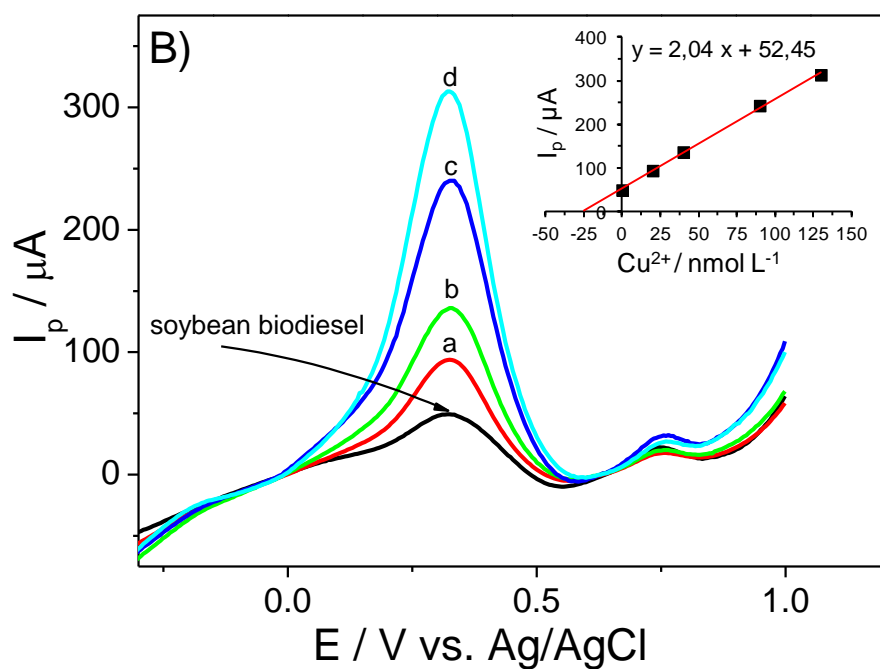 B)
I_p / μA
300
200
100
0
0.0
0.5
1.0
E / V vs. Ag/AgCl
d
c
b
a
soybean biodiesel
y = 2,04 x + 52,45
I_p / μA
400
300
200
100
0
-50
-25
0
25
50
75
100
125
150
Cu²⁺/ nmol L⁻¹